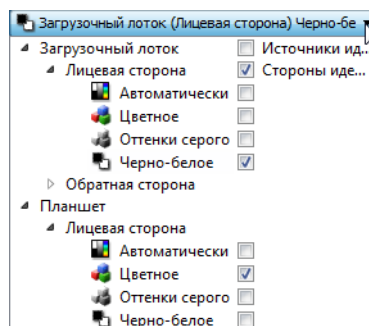 Загрузочный лоток (Лицевая сторона) Черно-бе
Загрузочный лоток Источники ид...
Лицевая сторона Стороны иде...
Автоматически
Цветное
Оттенки серого
Черно-белое
Обратная сторона
Планшет
Лицевая сторона
Автоматически
Цветное
Оттенки серого
Черно-белое